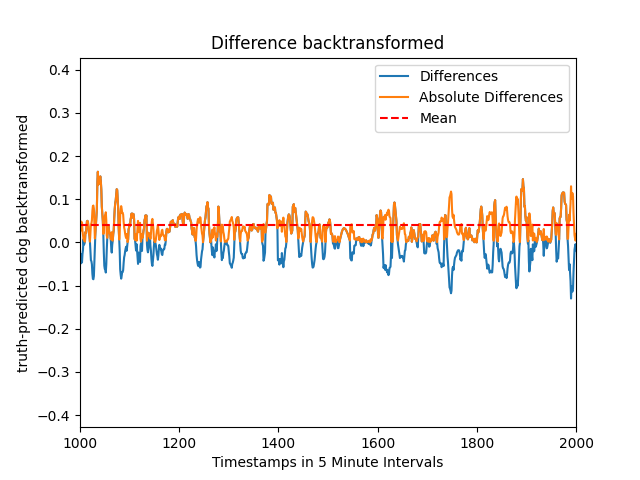 Difference backtransformed
Differences
Absolute Differences
Mean
truth-predicted cbg backtransformed
0.4
0.3
0.2
0.1
0.0
−0.1
−0.2
−0.3
−0.4
1000 1200 1400 1600 1800 2000
Timestamps in 5 Minute Intervals